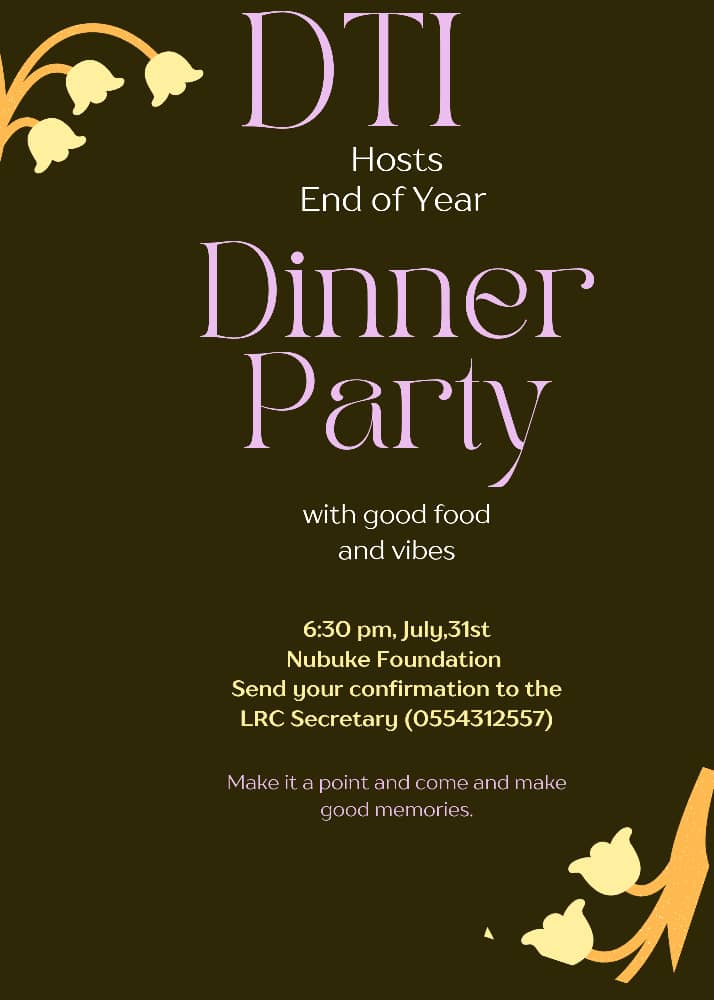 DTI
Hosts
End of Year
Dinner
Party
with good food
and vibes
6:30 pm, July,31st
Nubuke Foundation
Send your confirmation to the
LRC Secretary (0554312557)
Make it a point and come and make
good memories.